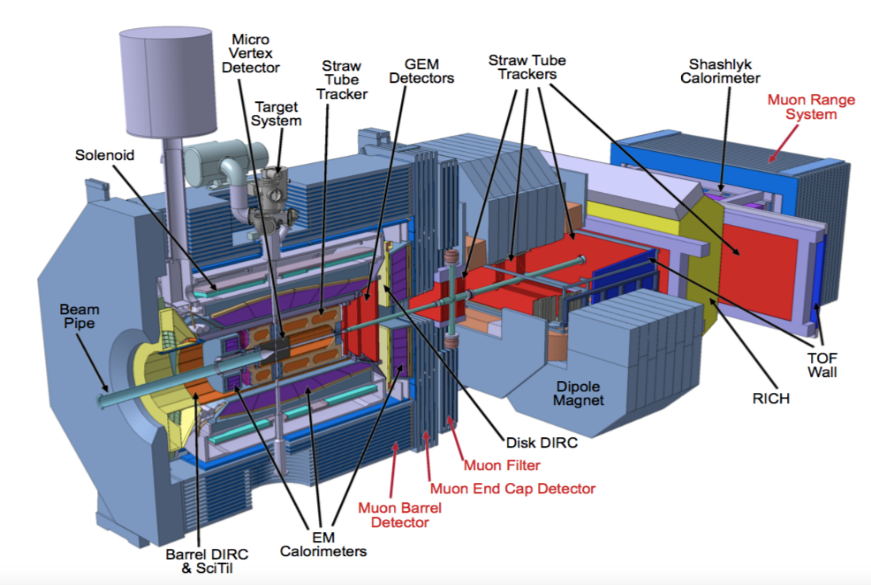 Micro
Vertex
Detector
Straw
Tube
Tracker
GEM
Detectors
Straw Tube
Trackers
Shashlyk
Calorimeter
Muon Range
System
Target
System
Solenoid
Beam
Pipe
Dipole
Magnet
TOF
Wall
RICH
Disk DIRC
Muon Filter
Muon End Cap Detector
Muon Barrel
Detector
EM
Calorimeters
Barrel DIRC
& SciTil